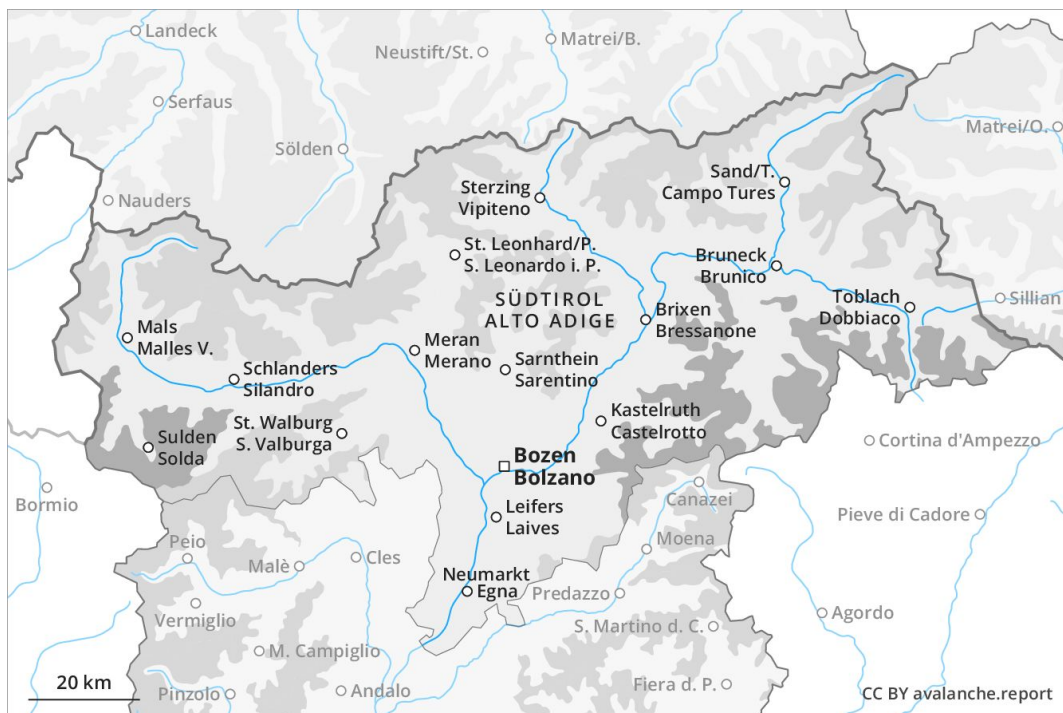 Landeck
Neustift/St.
Matrei/B.
Serfaus
Matrei/O.
Sölden
Nauders
Sand/T.
Campo Tures
Sterzing
Vipiteno
St. Leonhard/P.
S. Leonardo i. P.
Bruneck
Brunico
Toblach
Dobbiaco
Sillian
SÜDTIROL
ALTO ADIGE
Brixen
Bressanone
Mals
Malles V.
Meran
Merano
Schlanders
Silandro
Sarnthein
Sarentino
St. Walburg
S. Valburga
Kastelruth
Castelrotto
Sulden
Solda
Cortina d'Ampezzo
Bozen
Bolzano
Bormio
Canazei
Leifers
Laives
Pieve di Cadore
Moena
Peio
Malè
Cles
Neumarkt
Egna
Predazzo
Vermiglio
Agordo
S. Martino d. C.
M. Campiglio
20 km
Pinzolo
Andalo
Fiera d. P.
CC BY avalanche.report